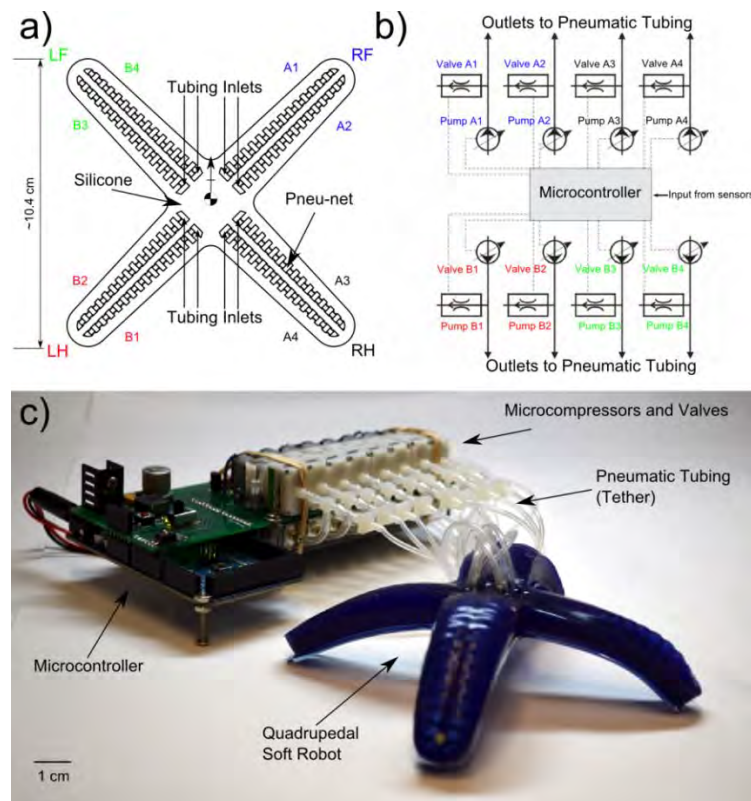 a)
LF
RF
B4
Tubing Inlets
A1
B3
A2
Silicone
Pneu-net
~10.4 cm
B2
A3
B1
Tubing Inlets
A4
LH
RH
b)
Outlets to Pneumatic Tubing
Valve A1 Valve A2 Valve A3 Valve A4
Pump A1 Pump A2 Pump A3 Pump A4
Microcontroller
Input from sensors
Valve B1 Valve B2 Valve B3 Valve B4
Pump B1 Pump B2 Pump B3 Pump B4
Outlets to Pneumatic Tubing
c)
Microcompressors and Valves
Pneumatic Tubing
(Tether)
Microcontroller
Quadrupedal
Soft Robot
1 cm